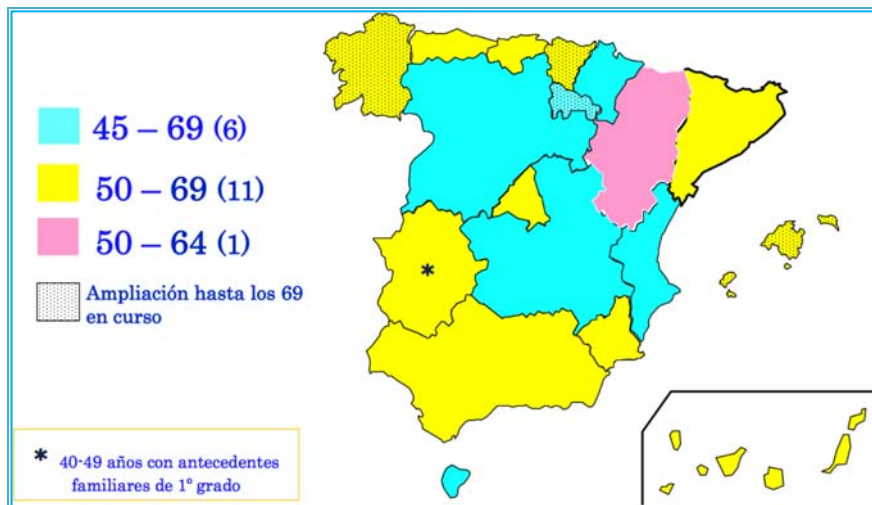 45 – 69 (6)
50 – 69 (11)
50 – 64 (1)
Ampliación hasta los 69
en curso
*
* 40-49 años con antecedentes
familiares de 1º grado